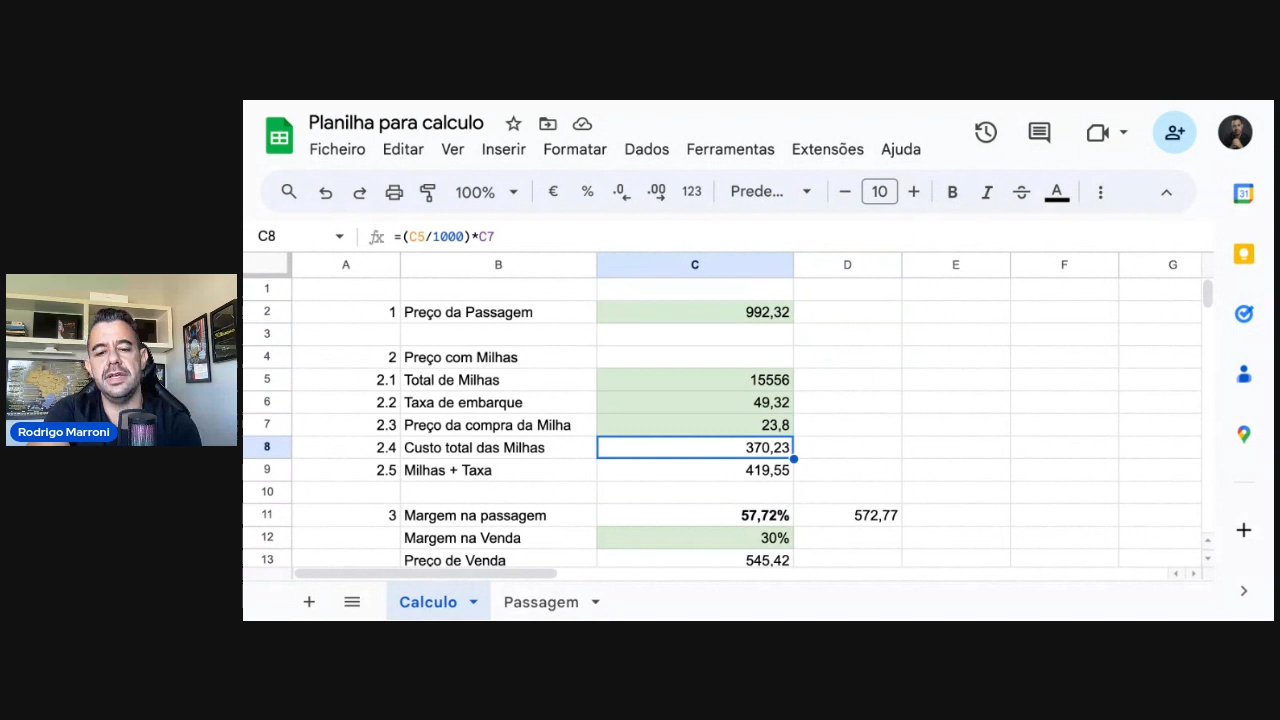 Planilha para calculo
Ficheiro Editar Ver Inserir Formatar Dados Ferramentas Extensões Ajuda
100% € % .0 .00 123 Prede... 10 B I A
C8 fx =(C5/1000)*C7
A B C D E F G
1
2 1 Preço da Passagem 992,32
3
4 2 Preço com Milhas
5 2.1 Total de Milhas 15556
6 2.2 Taxa de embarque 49,32
7 2.3 Preço da compra da Milha 23,8
8 2.4 Custo total das Milhas 370,23
9 2.5 Milhas + Taxa 419,55
10
11 3 Margem na passagem 57,72% 572,77
12 Margem na Venda 30%
13 Preço de Venda 545,42
Calculo Passagem
Rodrigo Marroni
31